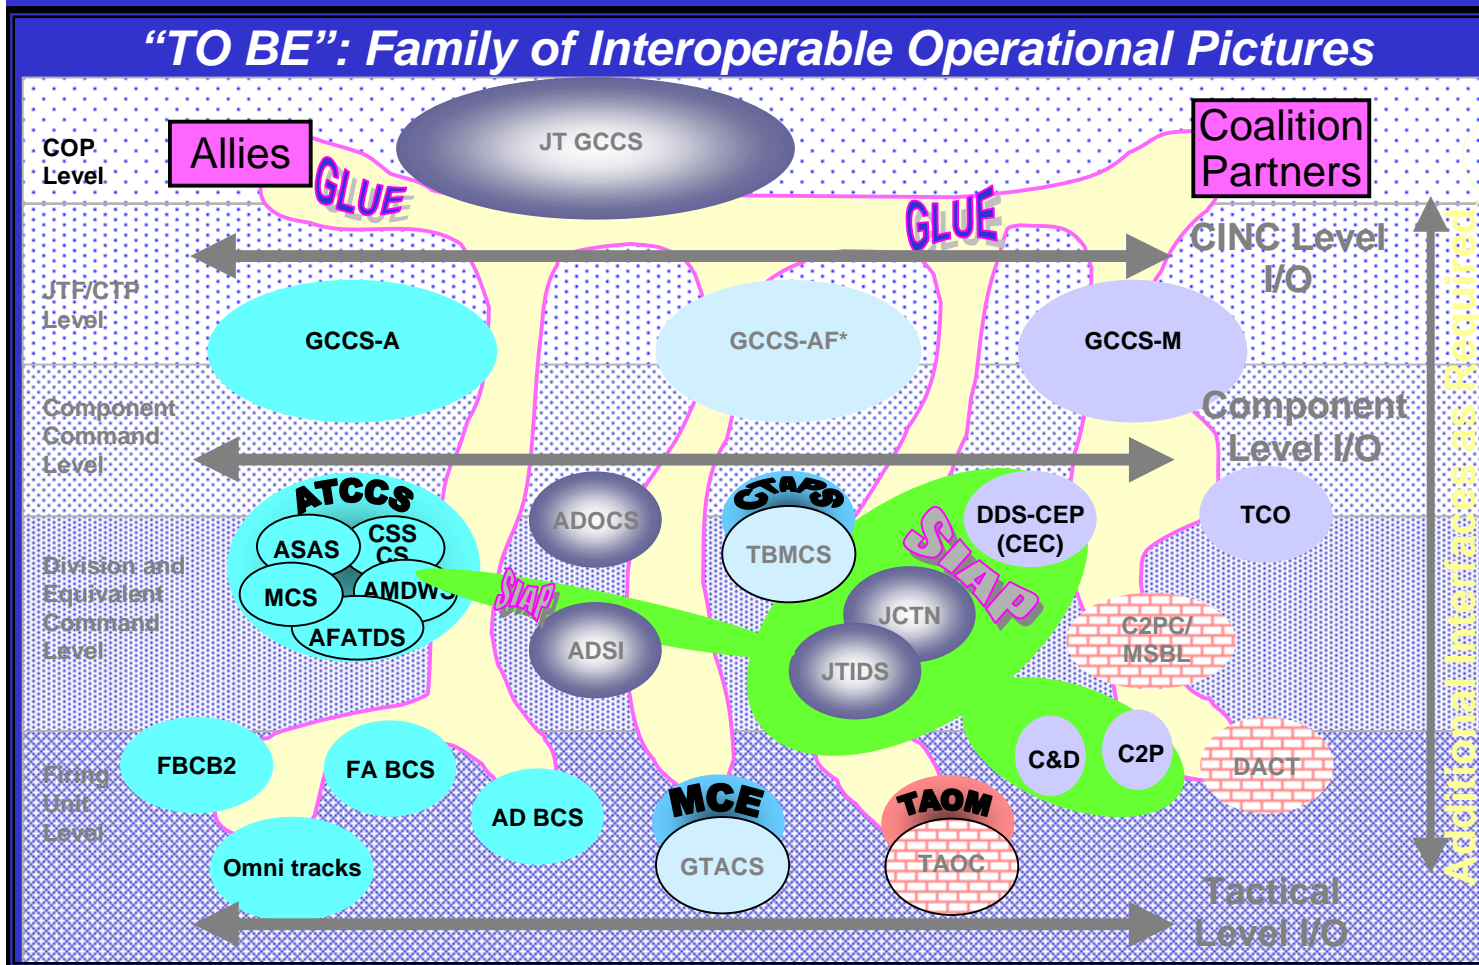 “TO BE”: Family of Interoperable Operational Pictures
COP
Level
Allies
GLUE
JT GCCS
GLUE
Coalition
Partners
CINC Level
I/O
JTF/CTP
Level
GCCS-A
GCCS-AF*
GCCS-M
Component
Command
Level
Component
Level I/O
ATCCS
ASAS
CSS
CS
MCS
AMDWS
AFATDS
SIAP
ADOCS
ADSI
CTAPS
TBMCS
SIAP
DDS-CEP
(CEC)
JCTN
JTIDS
TCO
C2PC/
MSBL
Division and
Equivalent
Command
Level
Firing
Unit
Level
FBCB2
FA BCS
AD BCS
Omni tracks
MCE
GTACS
TAOM
TAOC
C&D
C2P
DACT
Tactical
Level I/O
Additional Interfaces as Required